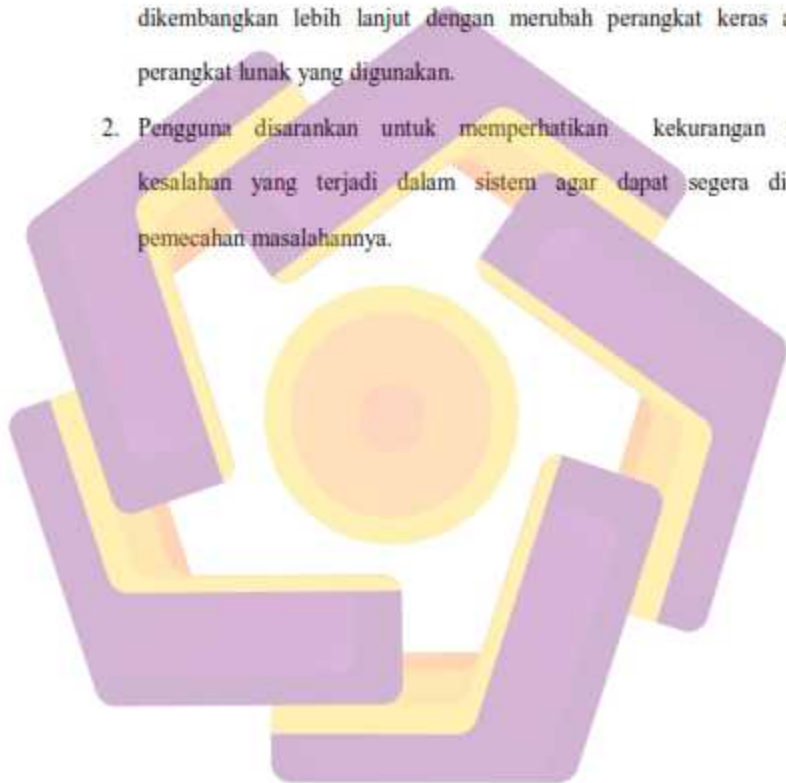 dikembangkan lebih lanjut dengan merubah perangkat keras
perangkat lunak yang digunakan.
2. Pengguna disarankan untuk memperhatikan kekurangan
kesalahan yang terjadi dalam sistem agar dapat segera
pemecahan masalahannya.